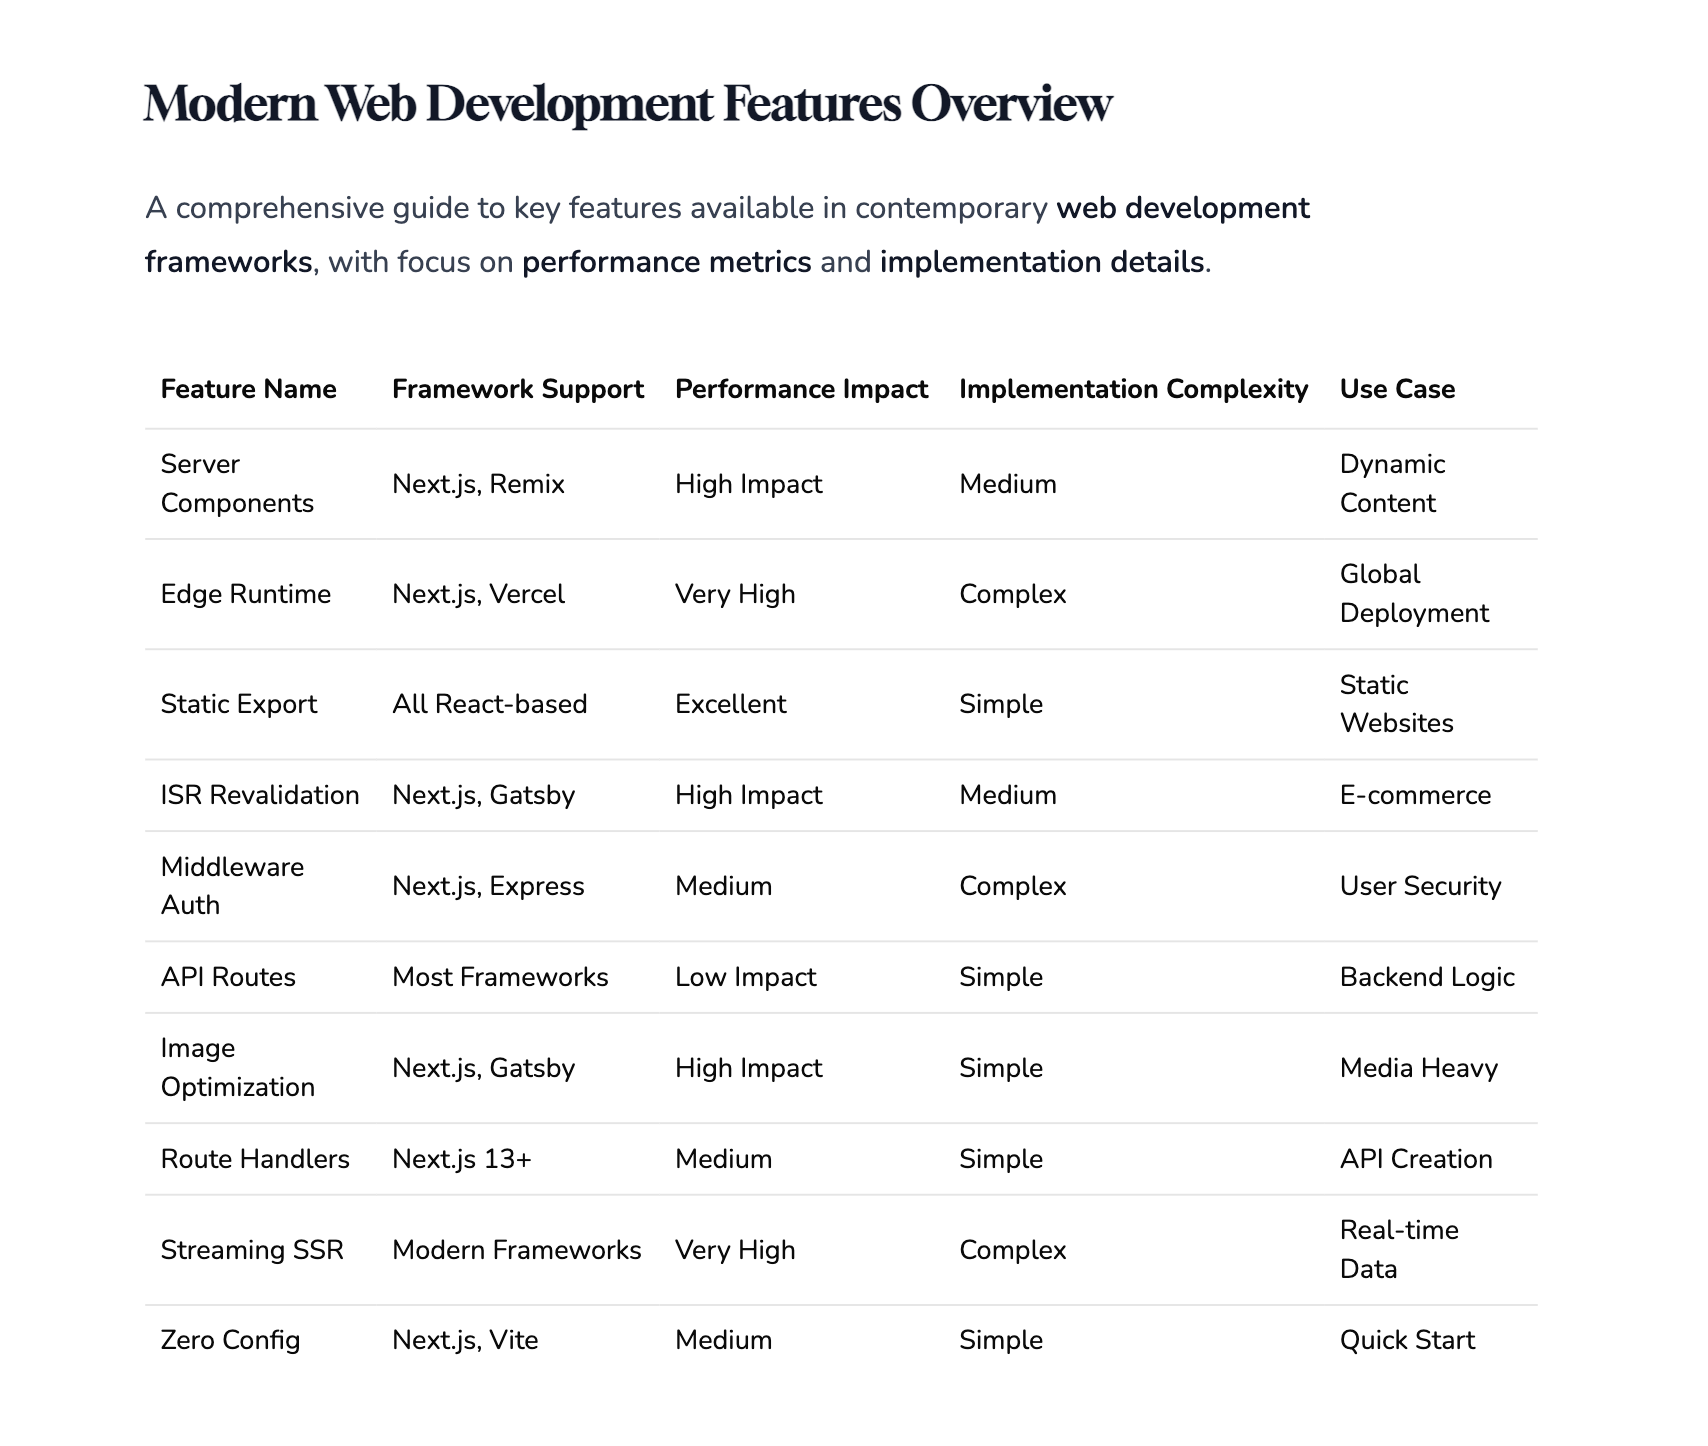 Modern Web Development Features Overview
A comprehensive guide to key features available in contemporary web development
frameworks, with focus on performance metrics and implementation details.
Feature Name Framework Support Performance Impact Implementation Complexity Use Case
Server Components Next.js, Remix High Impact Medium Dynamic Content
Edge Runtime Next.js, Vercel Very High Complex Global Deployment
Static Export All React-based Excellent Simple Static Websites
ISR Revalidation Next.js, Gatsby High Impact Medium E-commerce
Middleware Auth Next.js, Express Medium Complex User Security
API Routes Most Frameworks Low Impact Simple Backend Logic
Image Optimization Next.js, Gatsby High Impact Simple Media Heavy
Route Handlers Next.js 13+ Medium Simple API Creation
Streaming SSR Modern Frameworks Very High Complex Real-time Data
Zero Config Next.js, Vite Medium Simple Quick Start